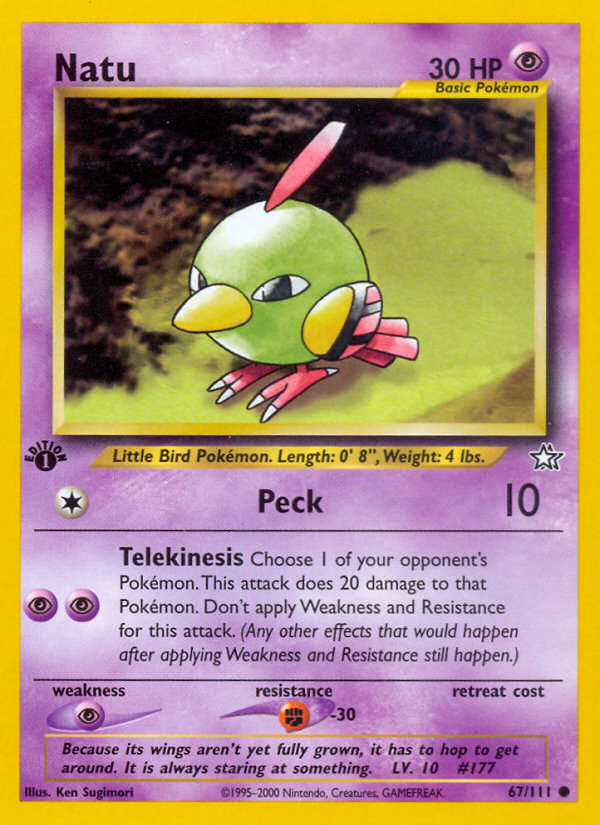 Natu
30 HP
Basic Pokémon
EDITION
1
Little Bird Pokémon. Length: 0' 8", Weight: 4 lbs.
Peck 10
Telekinesis Choose 1 of your opponent's
Pokémon. This attack does 20 damage to that
Pokémon. Don't apply Weakness and Resistance
for this attack. (Any other effects that would happen
after applying Weakness and Resistance still happen.)
weakness resistance retreat cost
-30
Because its wings aren't yet fully grown, it has to hop to get
around. It is always staring at something. LV. 10 #177
Illus. Ken Sugimori ©1995-2000 Nintendo, Creatures, GAMEFREAK. 67/111